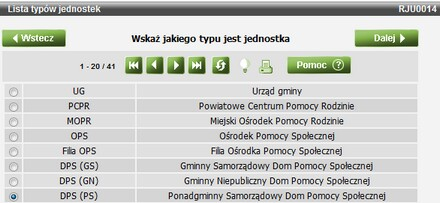 Lista typów jednostek RJU0014
Wstecz Wskaż jakiego typu jest jednostka Dalej
1 - 20 / 41 Pomoc ?
UG Urząd gminy
PCPR Powiatowe Centrum Pomocy Rodzinie
MOPR Miejski Ośrodek Pomocy Rodzinie
OPS Ośrodek Pomocy Społecznej
Filia OPS Filia Ośrodka Pomocy Społecznej
DPS (GS) Gminny Samorządowy Dom Pomocy Społecznej
DPS (GN) Gminny Niepubliczny Dom Pomocy Społecznej
DPS (PS) Ponadgminny Samorządowy Dom Pomocy Społecznej